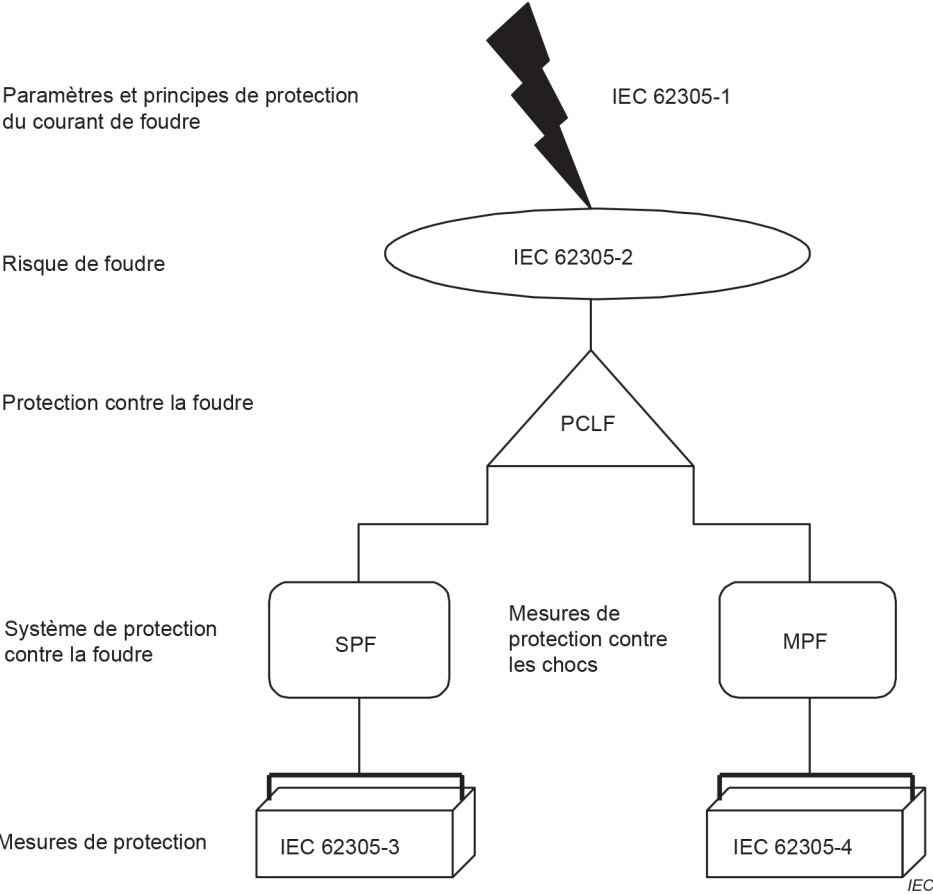 Paramètres et principes de protection
du courant de foudre
IEC 62305-1
Risque de foudre
IEC 62305-2
Protection contre la foudre
PCLF
Système de protection
contre la foudre
SPF
Mesures de
protection contre
les chocs
MPF
Mesures de protection
IEC 62305-3
IEC 62305-4
IEC